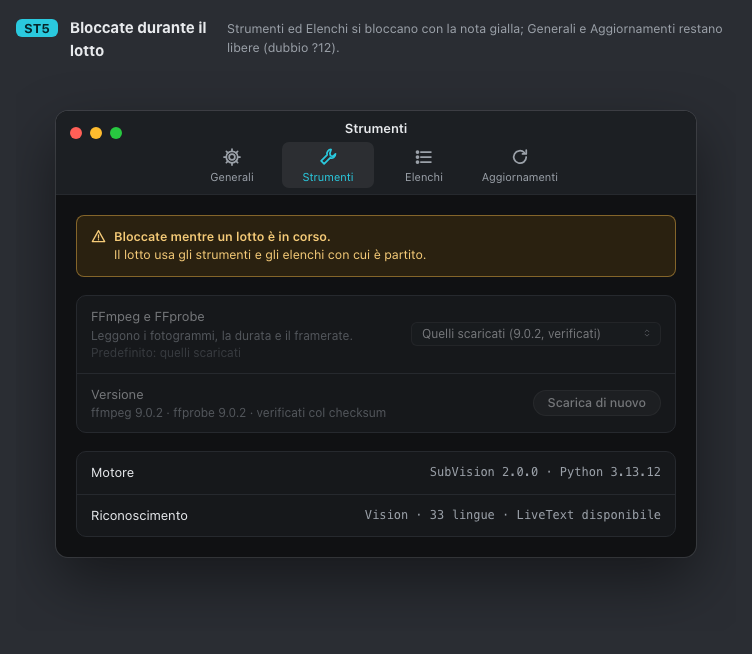 ST5
Bloccate durante il
lotto
Strumenti ed Elenchi si bloccano con la nota gialla; Generali e Aggiornamenti restano
libere (dubbio ?12).
Strumenti
Generali
Strumenti
Elenchi
Aggiornamenti
Bloccate mentre un lotto è in corso.
Il lotto usa gli strumenti e gli elenchi con cui è partito.
FFmpeg e FFprobe
Leggono i fotogrammi, la durata e il framerate.
Predefinito: quelli scaricati
Quelli scaricati (9.0.2, verificati)
Versione
ffmpeg 9.0.2 · ffprobe 9.0.2 · verificati col checksum
Scarica di nuovo
Motore
SubVision 2.0.0 · Python 3.13.12
Riconoscimento
Vision · 33 lingue · LiveText disponibile